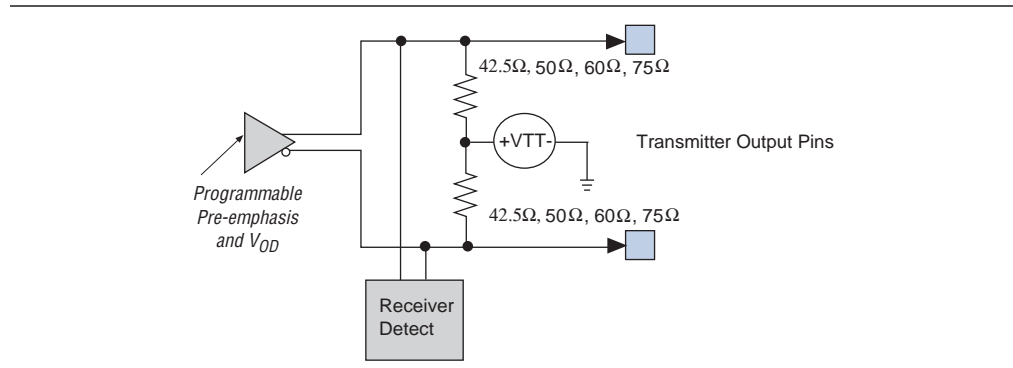 42.5Ω, 50Ω, 60Ω, 75Ω
+VTT-
Transmitter Output Pins
Programmable
Pre-emphasis
and VOD
42.5Ω, 50Ω, 60Ω, 75Ω
Receiver
Detect